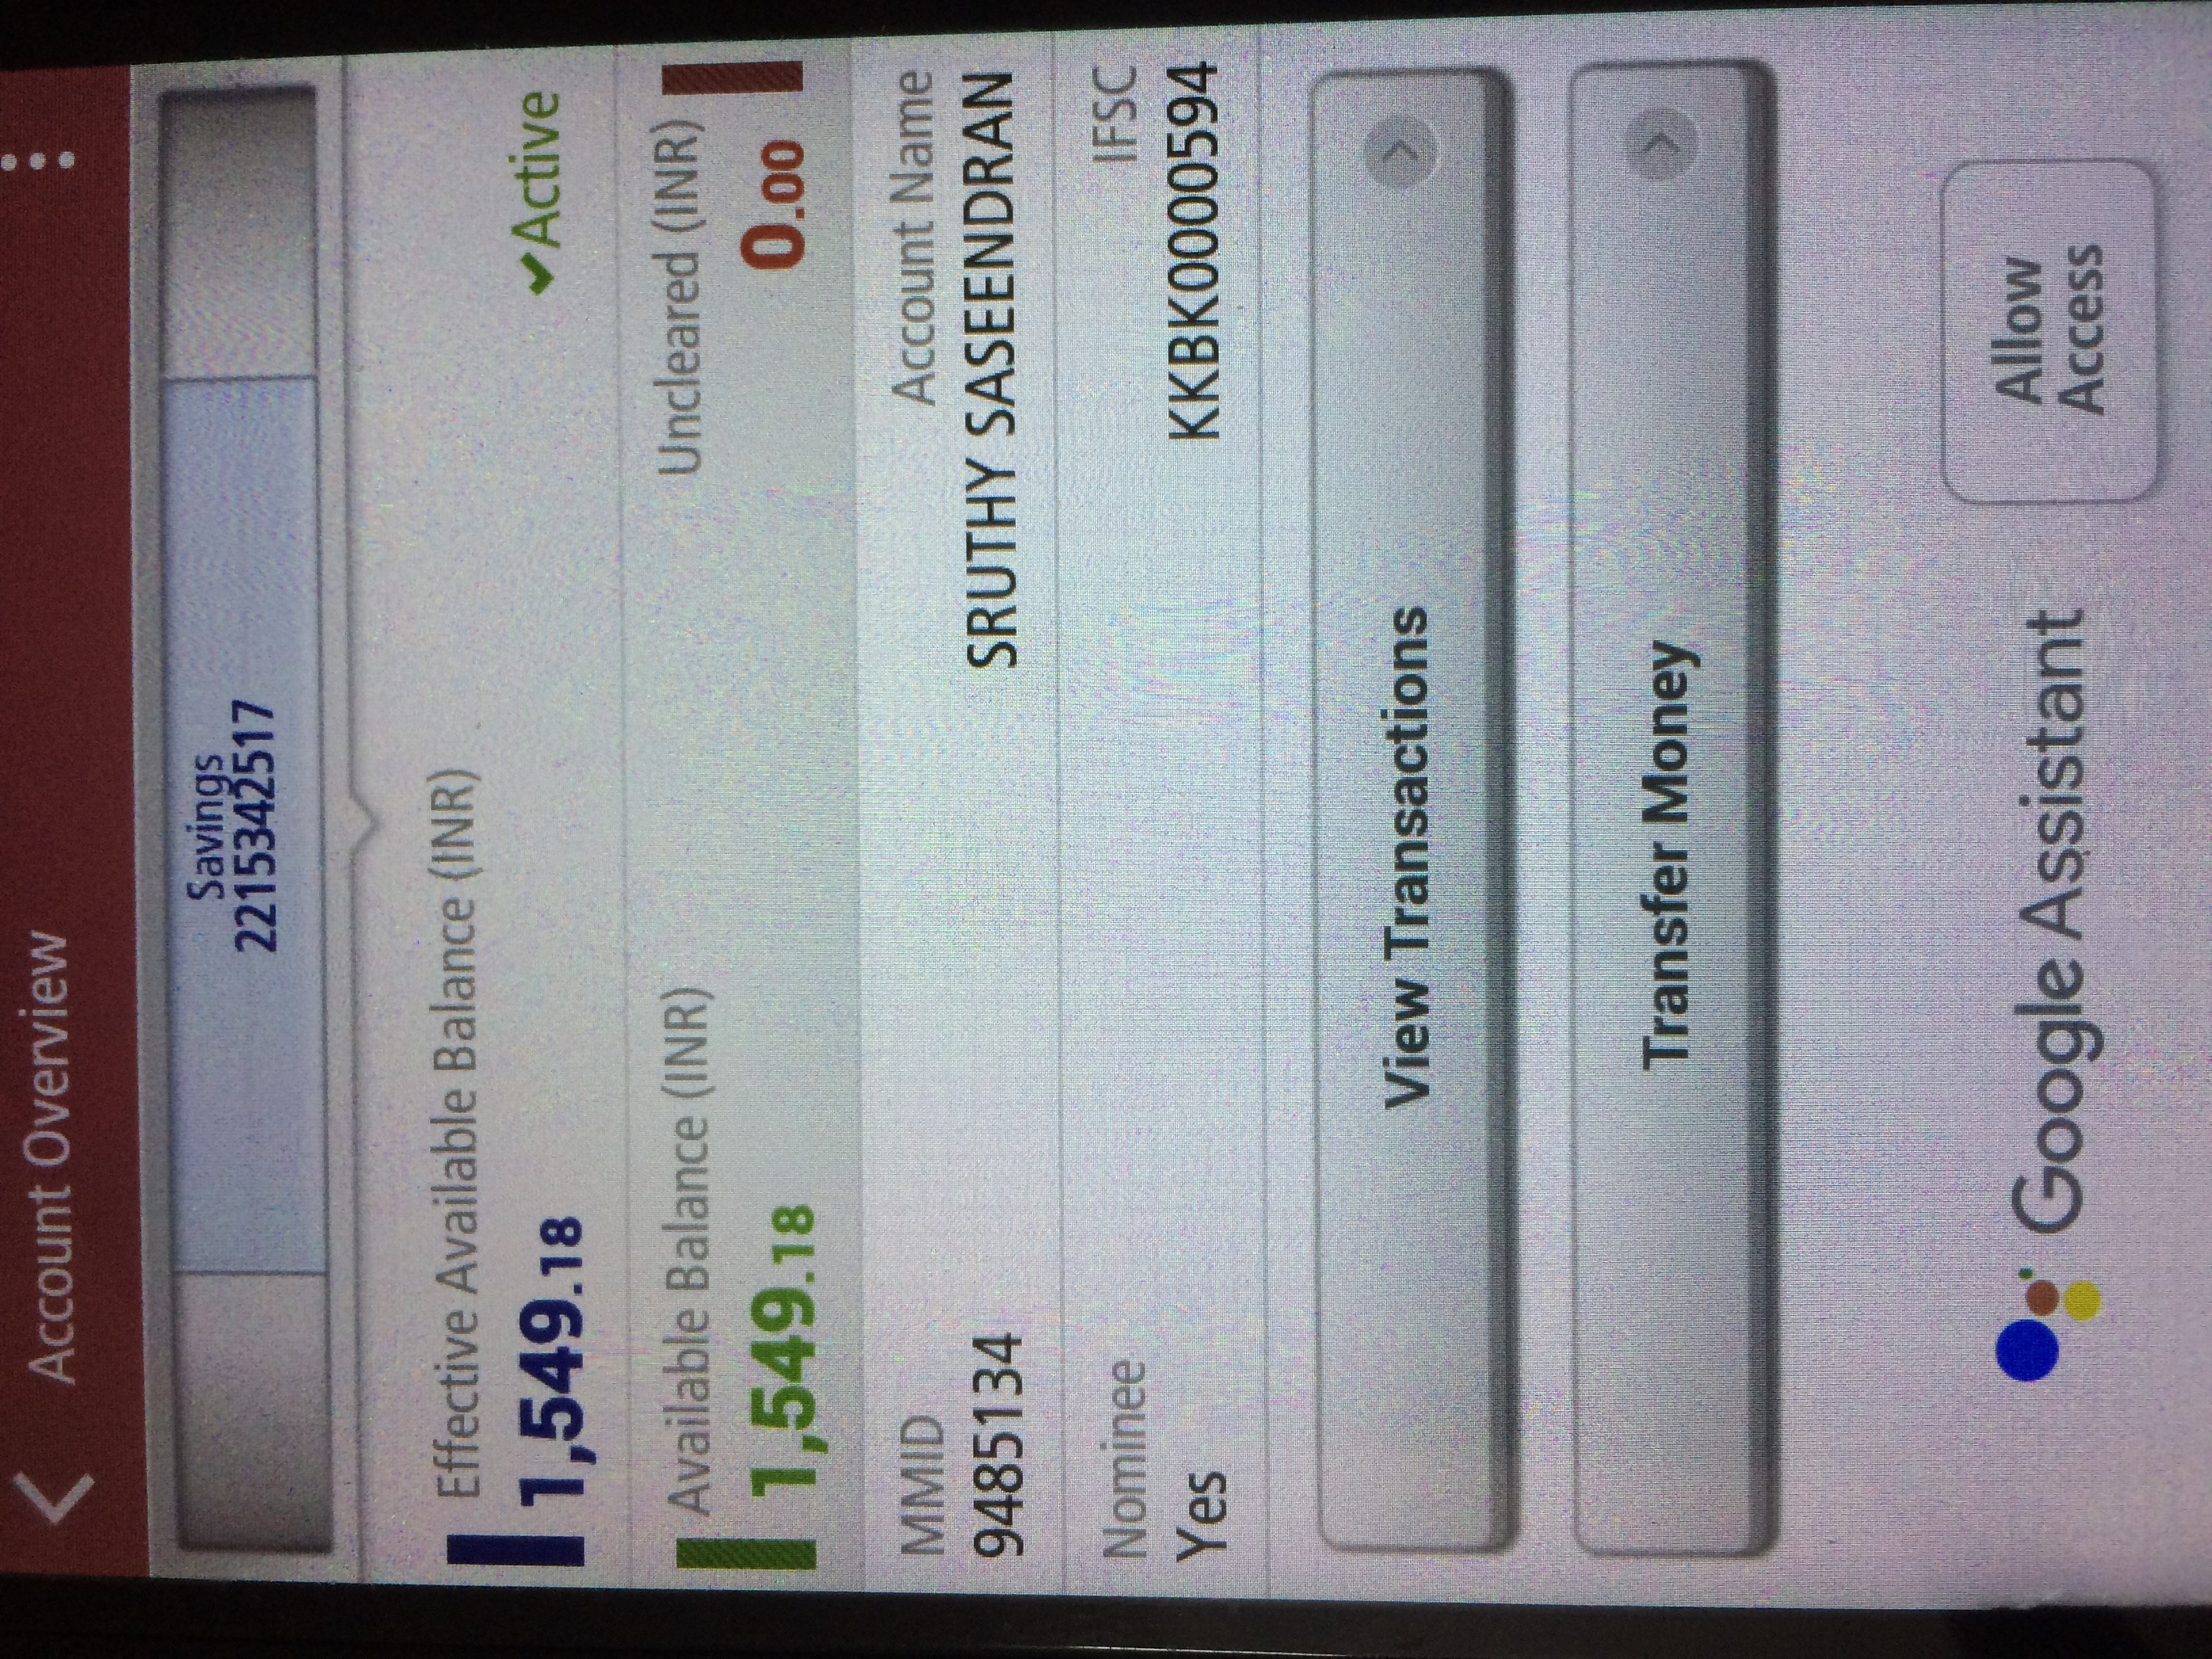 Account Overview
Savings
2215342517
Effective Available Balance (INR)
1,549.18
✔Active
Available Balance (INR)
Uncleared (INR)
1,549.18
0.00
MMID
Account Name
9485134
SRUTHY SASEENDRAN
Nominee
IFSC
Yes
KKBK0000594
View Transactions
Transfer Money
Google Assistant
Allow
Access